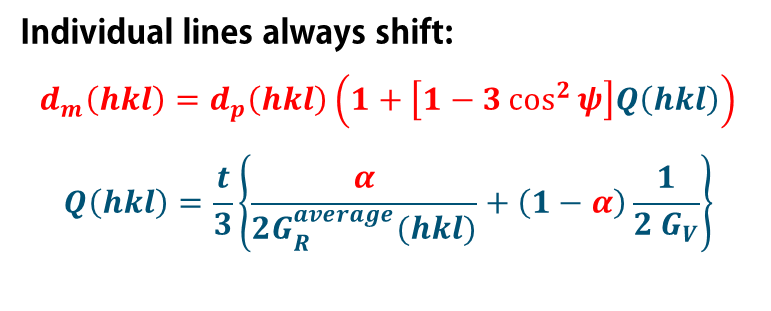 Individual lines always shift:
d_m(hkl) = d_p(hkl) (1 + [1 − 3 cos² ψ]Q(hkl))
Q(hkl) = t/3 { α / 2G_R^average (hkl) + (1 − α) 1 / 2 G_V }